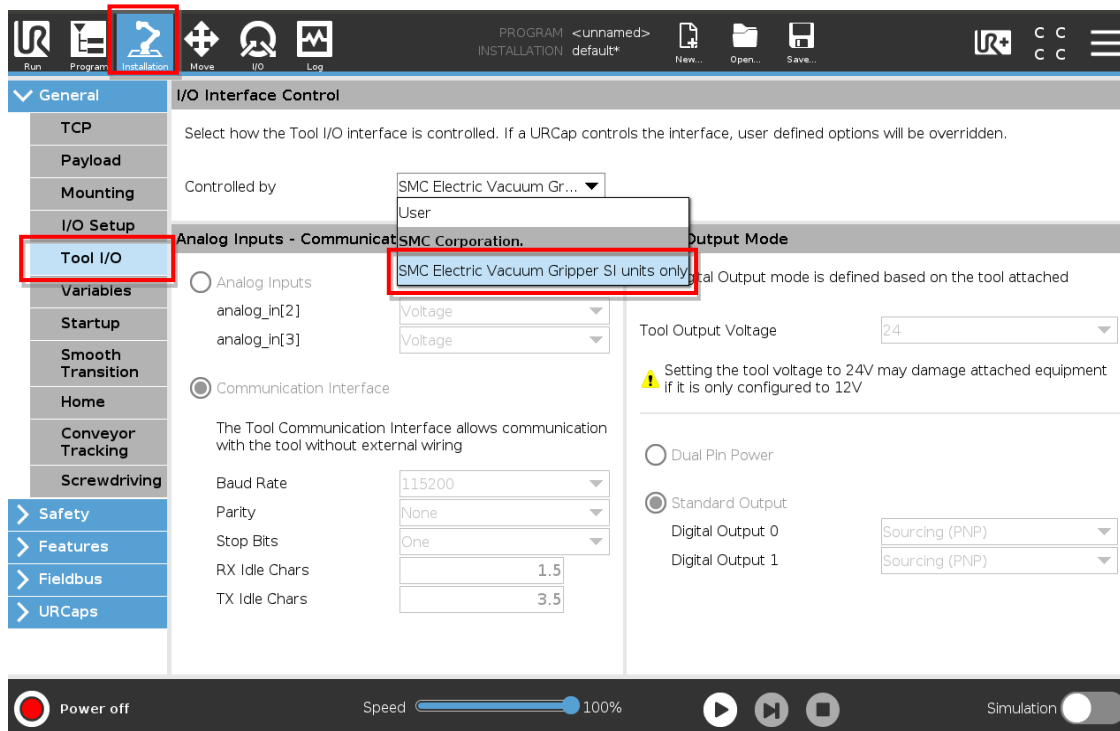 PROGRAM <unnamed>
INSTALLATION default*
Run Program Installation Move I/O Log New... Open... Save...
UR+
C C
C C
General
TCP
Payload
Mounting
I/O Setup
Tool I/O
Variables
Startup
Smooth
Transition
Home
Conveyor
Tracking
Screwdriving
Safety
Features
Fieldbus
URCaps
I/O Interface Control
Select how the Tool I/O interface is controlled. If a URCap controls the interface, user defined options will be overridden.
Controlled by SMC Electric Vacuum Gr...
User
SMC Corporation.
SMC Electric Vacuum Gripper SI units only
Analog Inputs - Communicat
Analog Inputs
analog_in[2] Voltage
analog_in[3] Voltage
Communication Interface
The Tool Communication Interface allows communication
with the tool without external wiring
Baud Rate 115200
Parity None
Stop Bits One
RX Idle Chars 1.5
TX Idle Chars 3.5
Output Mode
gital Output mode is defined based on the tool attached
Tool Output Voltage 24
Setting the tool voltage to 24V may damage attached equipment
if it is only configured to 12V
Dual Pin Power
Standard Output
Digital Output 0 Sourcing (PNP)
Digital Output 1 Sourcing (PNP)
Power off Speed 100% Simulation